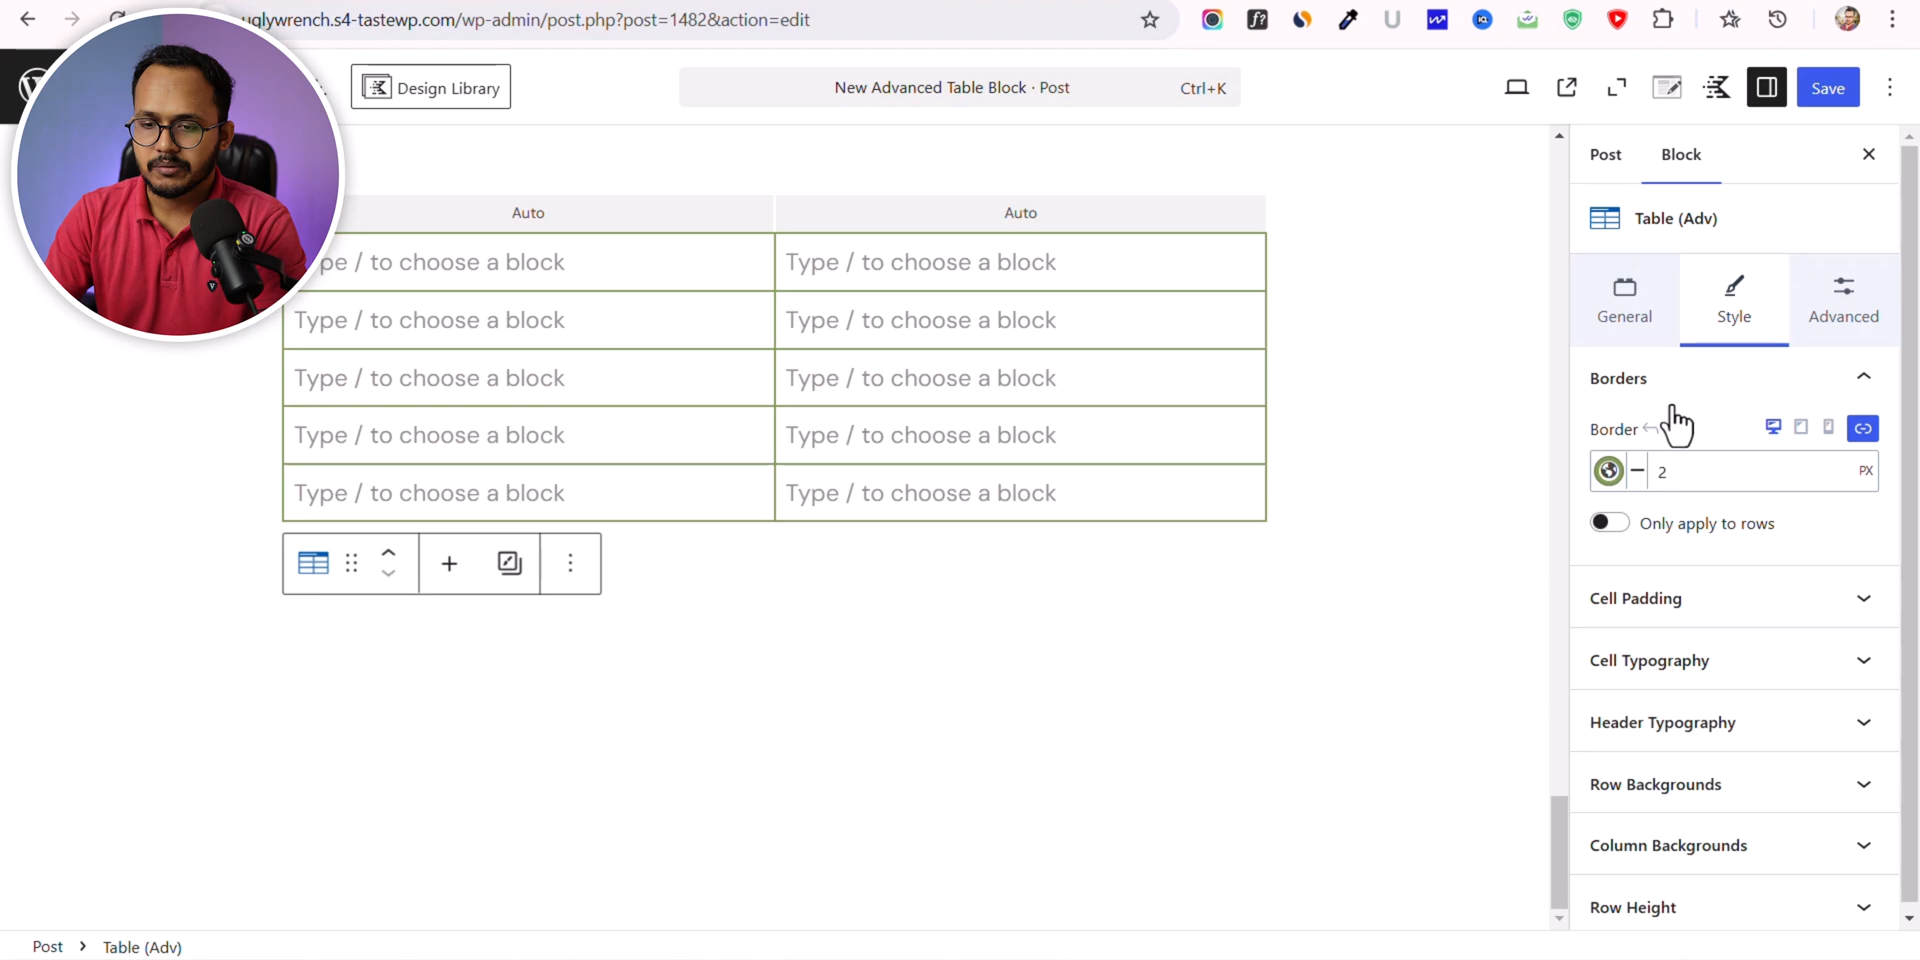 uglywrench.s4-tastewp.com/wp-admin/post.php?post=1482&action=edit
Design Library
New Advanced Table Block · Post
Ctrl+K
Save
Post
Block
Table (Adv)
General
Style
Advanced
Auto
Auto
pe / to choose a block
Type / to choose a block
Type / to choose a block
Type / to choose a block
Type / to choose a block
Type / to choose a block
Type / to choose a block
Type / to choose a block
Type / to choose a block
Type / to choose a block
Borders
Border
2
PX
Only apply to rows
Cell Padding
Cell Typography
Header Typography
Row Backgrounds
Column Backgrounds
Row Height
Post
Table (Adv)